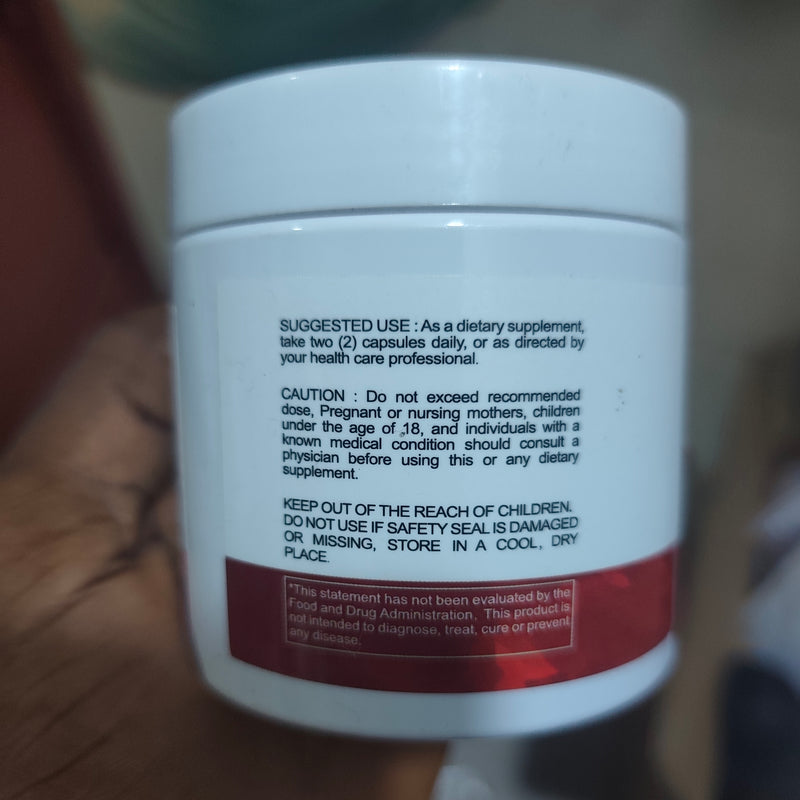 SUGGESTED USE : As a dietary supplement,
take two (2) capsules daily, or as directed by
your health care professional.
CAUTION : Do not exceed recommended
dose, Pregnant or nursing mothers, children
under the age of 18, and individuals with a
known medical condition should consult a
physician before using this or any dietary
supplement.
KEEP OUT OF THE REACH OF CHILDREN.
DO NOT USE IF SAFETY SEAL IS DAMAGED
OR MISSING, STORE IN A COOL, DRY
PLACE.
*This statement has not been evaluated by the
Food and Drug Administration, This product is
not intended to diagnose, treat, cure or prevent
any disease.